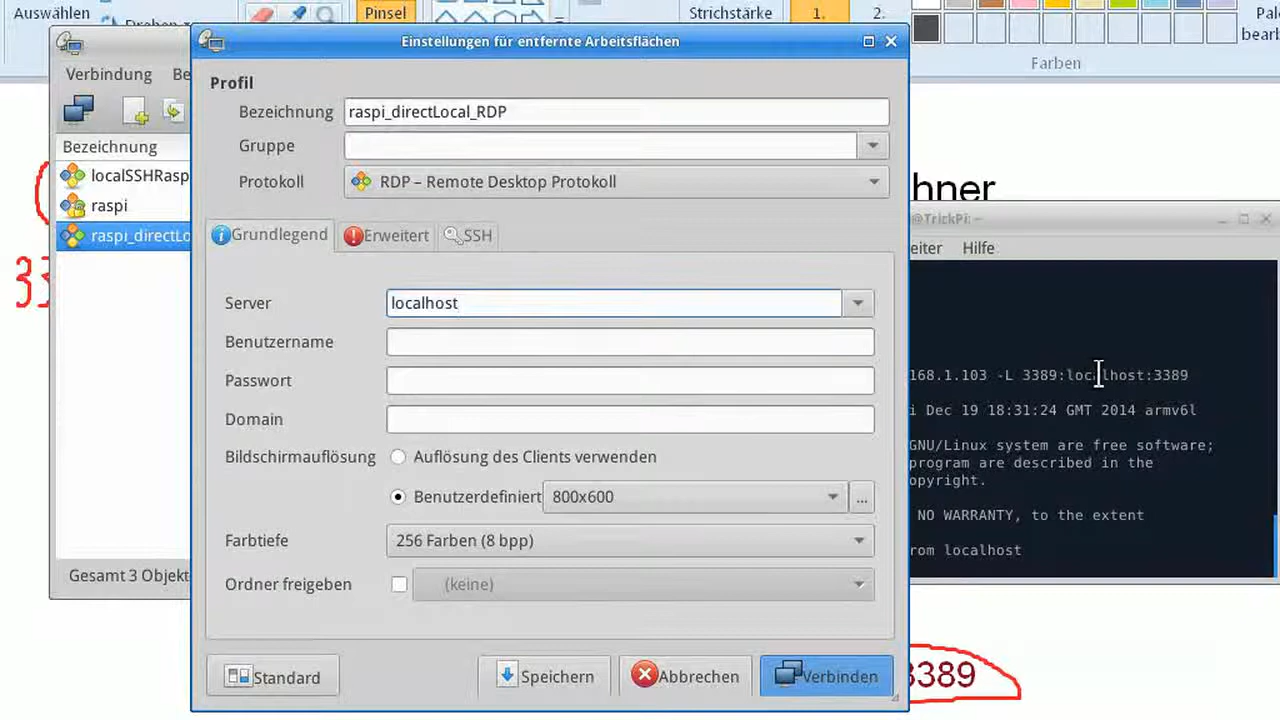 Auswählen
Drehen
Pinsel
Strichstärke
1.
2.
Farben
Einstellungen für entfernte Arbeitsflächen
Verbindung
Profil
Bezeichnung
raspi_directLocal_RDP
Gruppe
Protokoll
RDP – Remote Desktop Protokoll
Bezeichnung
localSSHRasp
raspi
raspi_directLo
33
Gesamt 3 Objekt
Grundlegend
Erweitert
SSH
Server
localhost
Benutzername
Passwort
Domain
Bildschirmauflösung
Auflösung des Clients verwenden
Benutzerdefiniert
800x600
...
Farbtiefe
256 Farben (8 bpp)
Ordner freigeben
(keine)
Standard
Speichern
Abbrechen
Verbinden
hner
@TrickPi: ~
eiter
Hilfe
168.1.103 -L 3389:localhost:3389
i Dec 19 18:31:24 GMT 2014 armv6l
GNU/Linux system are free software;
program are described in the
opyright.
NO WARRANTY, to the extent
rom localhost
3389